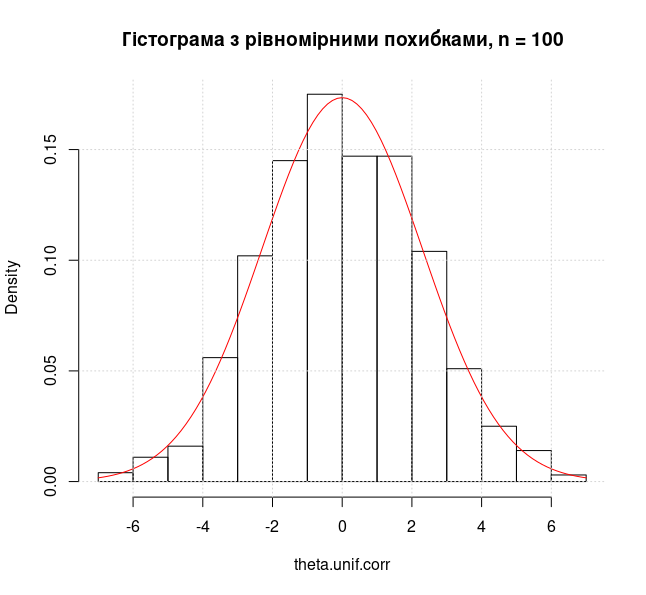 Гістограма з рівномірними похибками, n = 100
Density
0.15
0.10
0.05
0.00
-6 -4 -2 0 2 4 6
theta.unif.corr